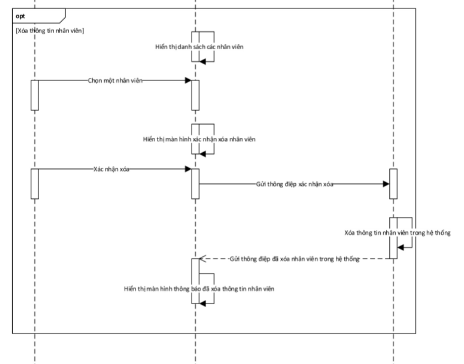 opt
[Xóa thông tin nhân viên]
Hiển thị danh sách các nhân viên
Chọn một nhân viên
Hiển thị màn hình xác nhận xóa nhân viên
Xác nhận xóa
Gửi thông điệp xác nhận xóa
Xóa thông tin nhân viên trong hệ thống
Gửi thông điệp đã xóa nhân viên trong hệ thống
Hiển thị màn hình thông báo đã xóa thông tin nhân viên